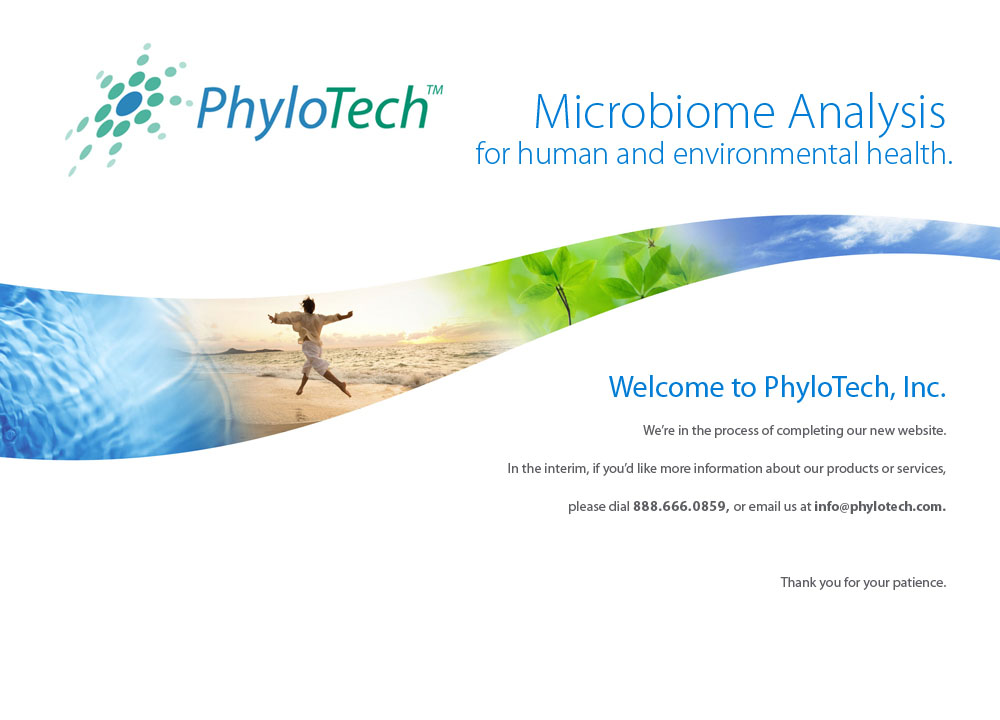 PhyloTech™
Microbiome Analysis
for human and environmental health.
Welcome to PhyloTech, Inc.
We're in the process of completing our new website.
In the interim, if you'd like more information about our products or services,
please dial 888.666.0859, or email us at info@phylotech.com.
Thank you for your patience.